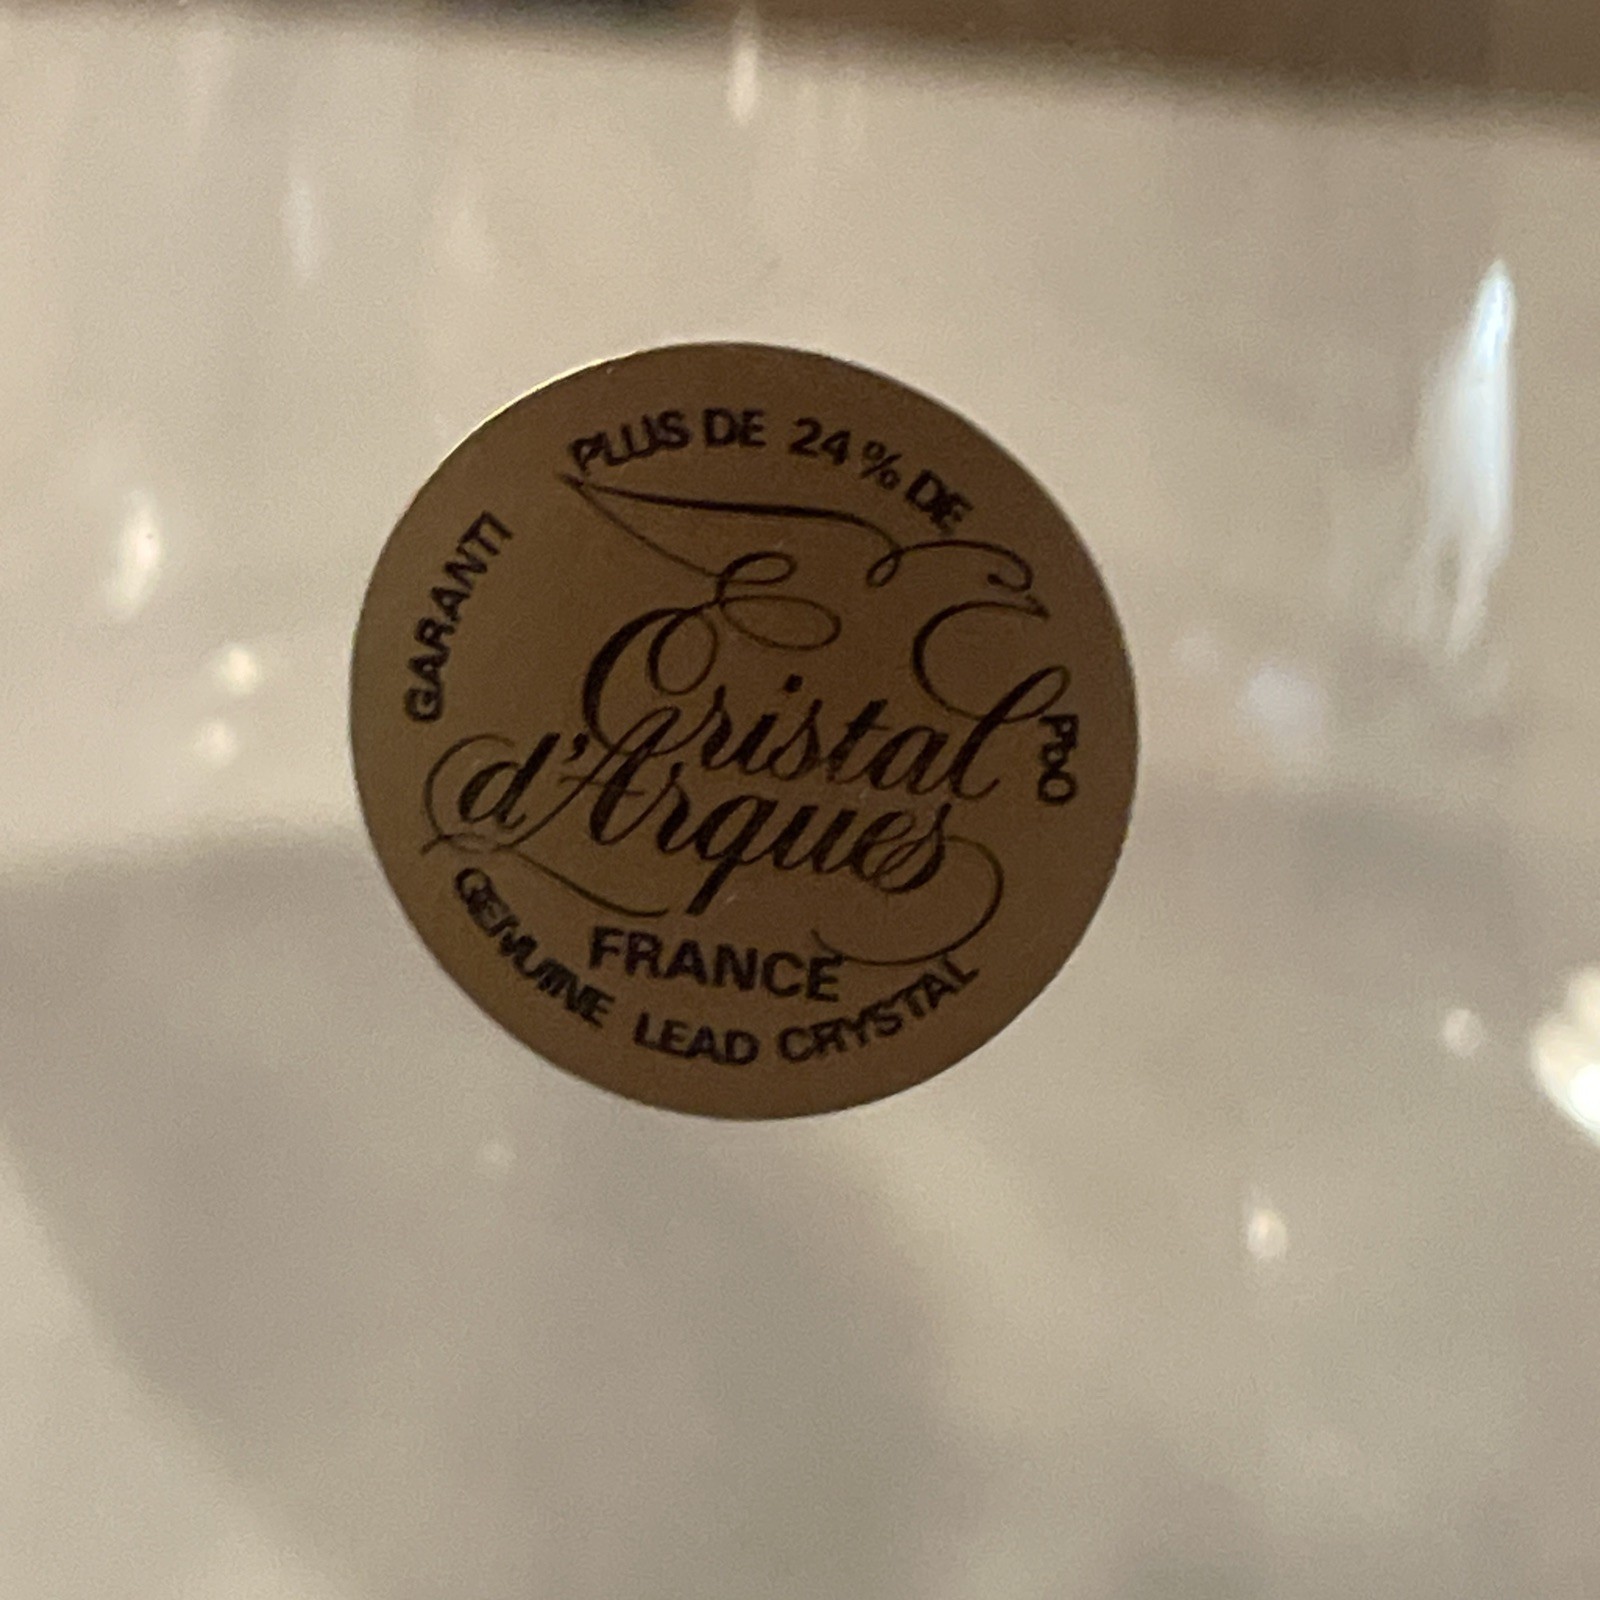 GARANTI PLUS DE 24% DE PbO
Cristal
d'Arques
FRANCE
GENUINE LEAD CRYSTAL